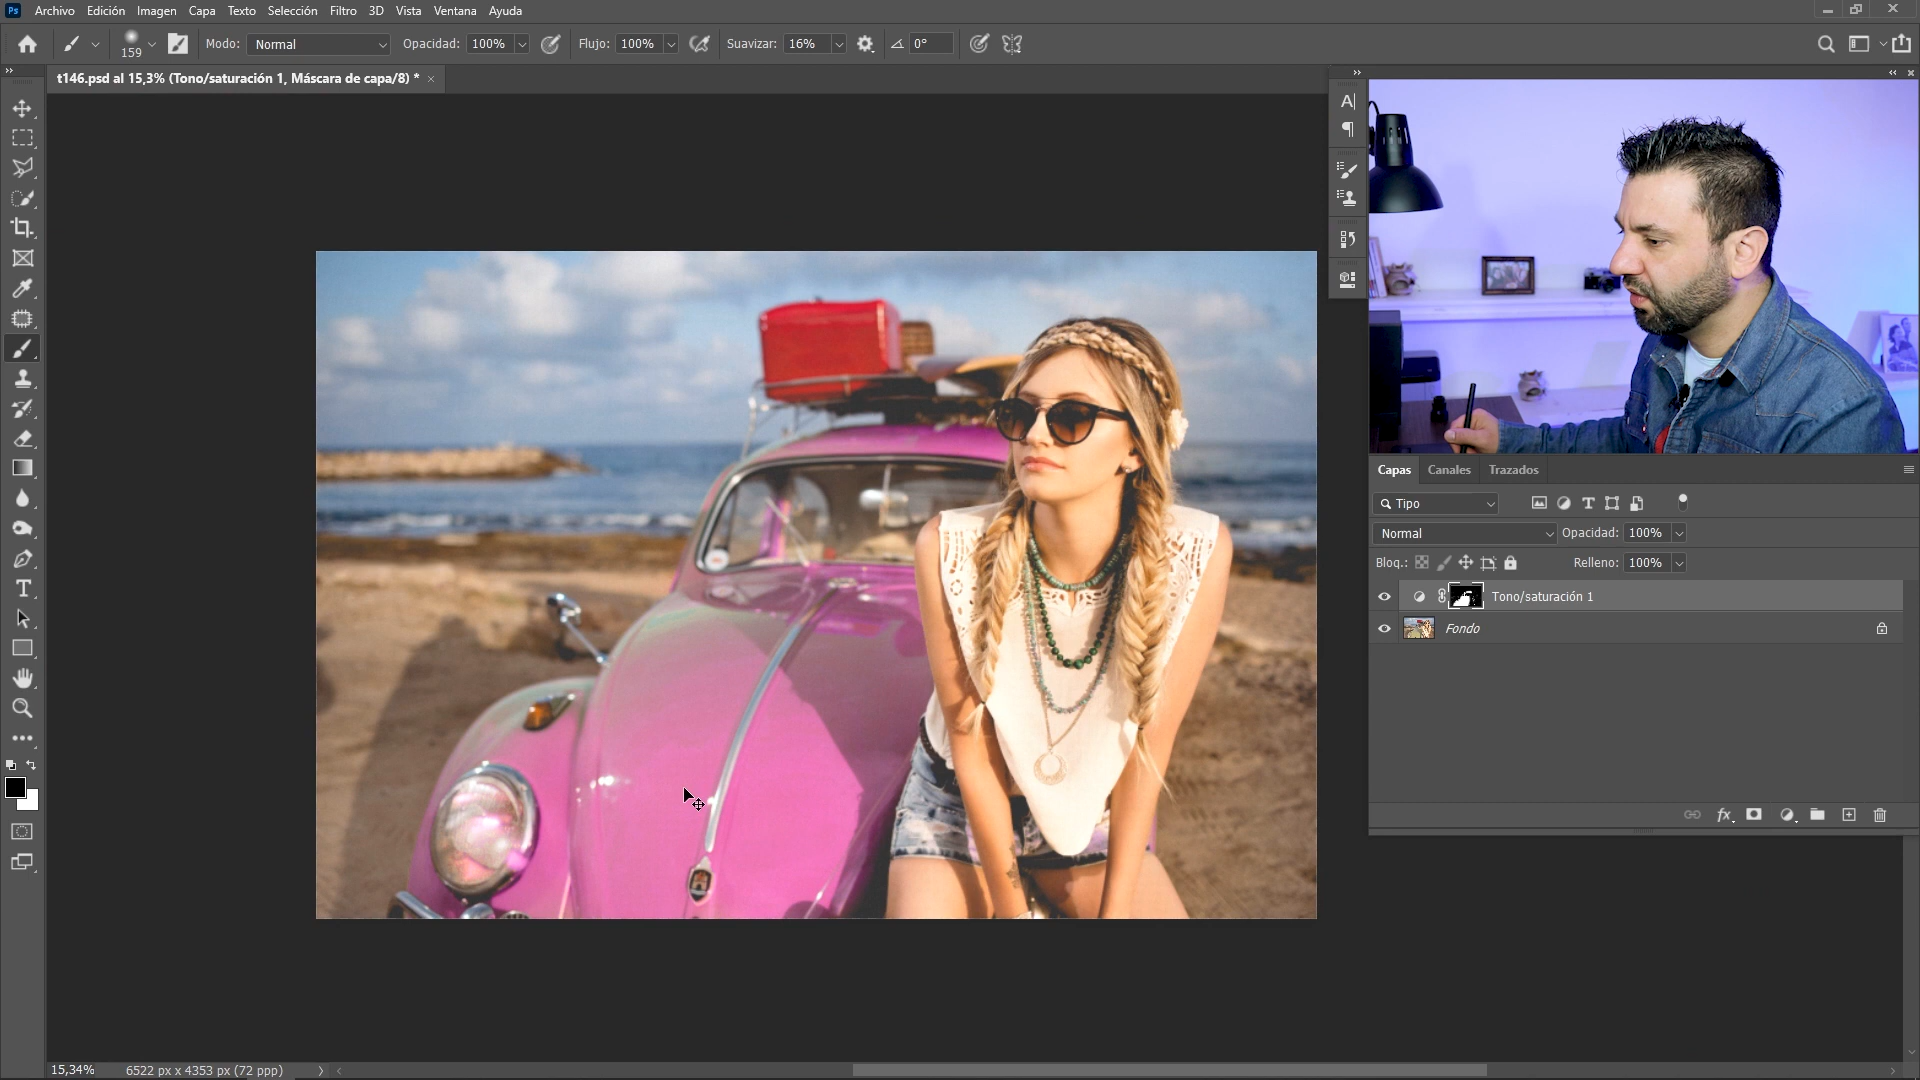 Ps Archivo Edición Imagen Capa Texto Selección Filtro 3D Vista Ventana Ayuda
159 Modo: Normal Opacidad: 100% Flujo: 100% Suavizar: 16% 0°
t146.psd al 15,3% (Tono/saturación 1, Máscara de capa/8) * ×
Capas Canales Trazados
Tipo
Normal Opacidad: 100%
Bloq.: Relleno: 100%
Tono/saturación 1
Fondo
fx
15,34% 6522 px x 4353 px (72 ppp)